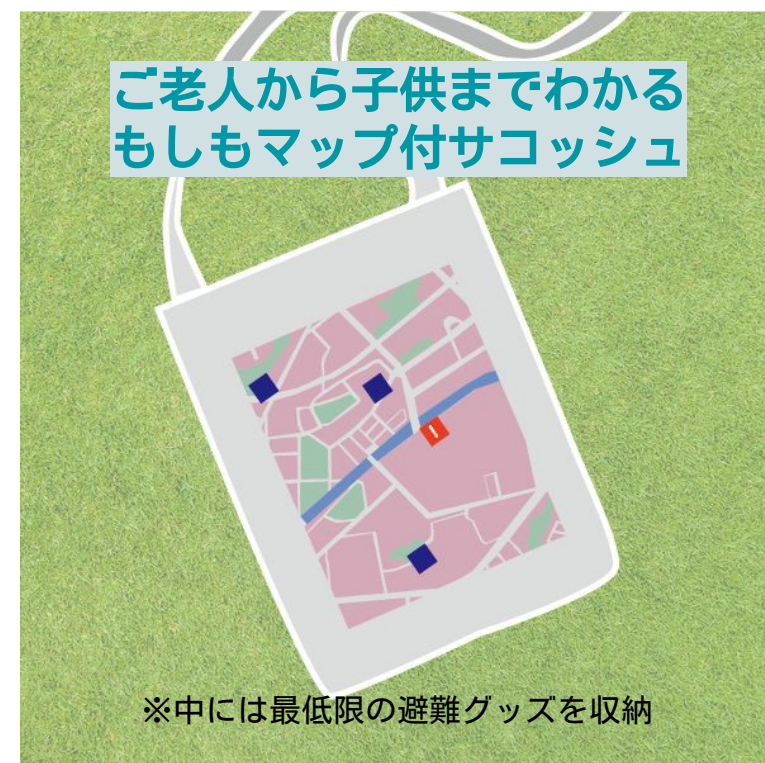 ご老人から子供までわかる
もしもマップ付サコッシュ
!
※中には最低限の避難グッズを収納